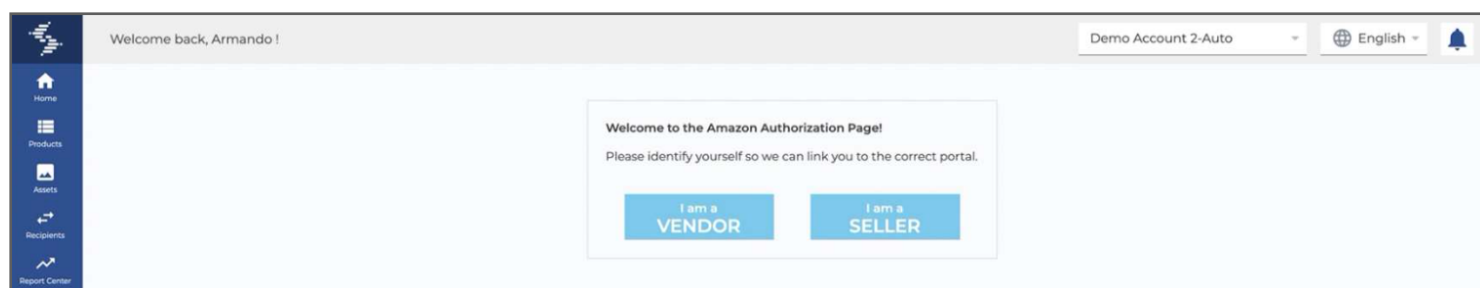 Welcome back, Armando !
Demo Account 2-Auto
English
Home
Products
Assets
Recipients
Report Center
Welcome to the Amazon Authorization Page!
Please identify yourself so we can link you to the correct portal.
I am a
VENDOR
I am a
SELLER